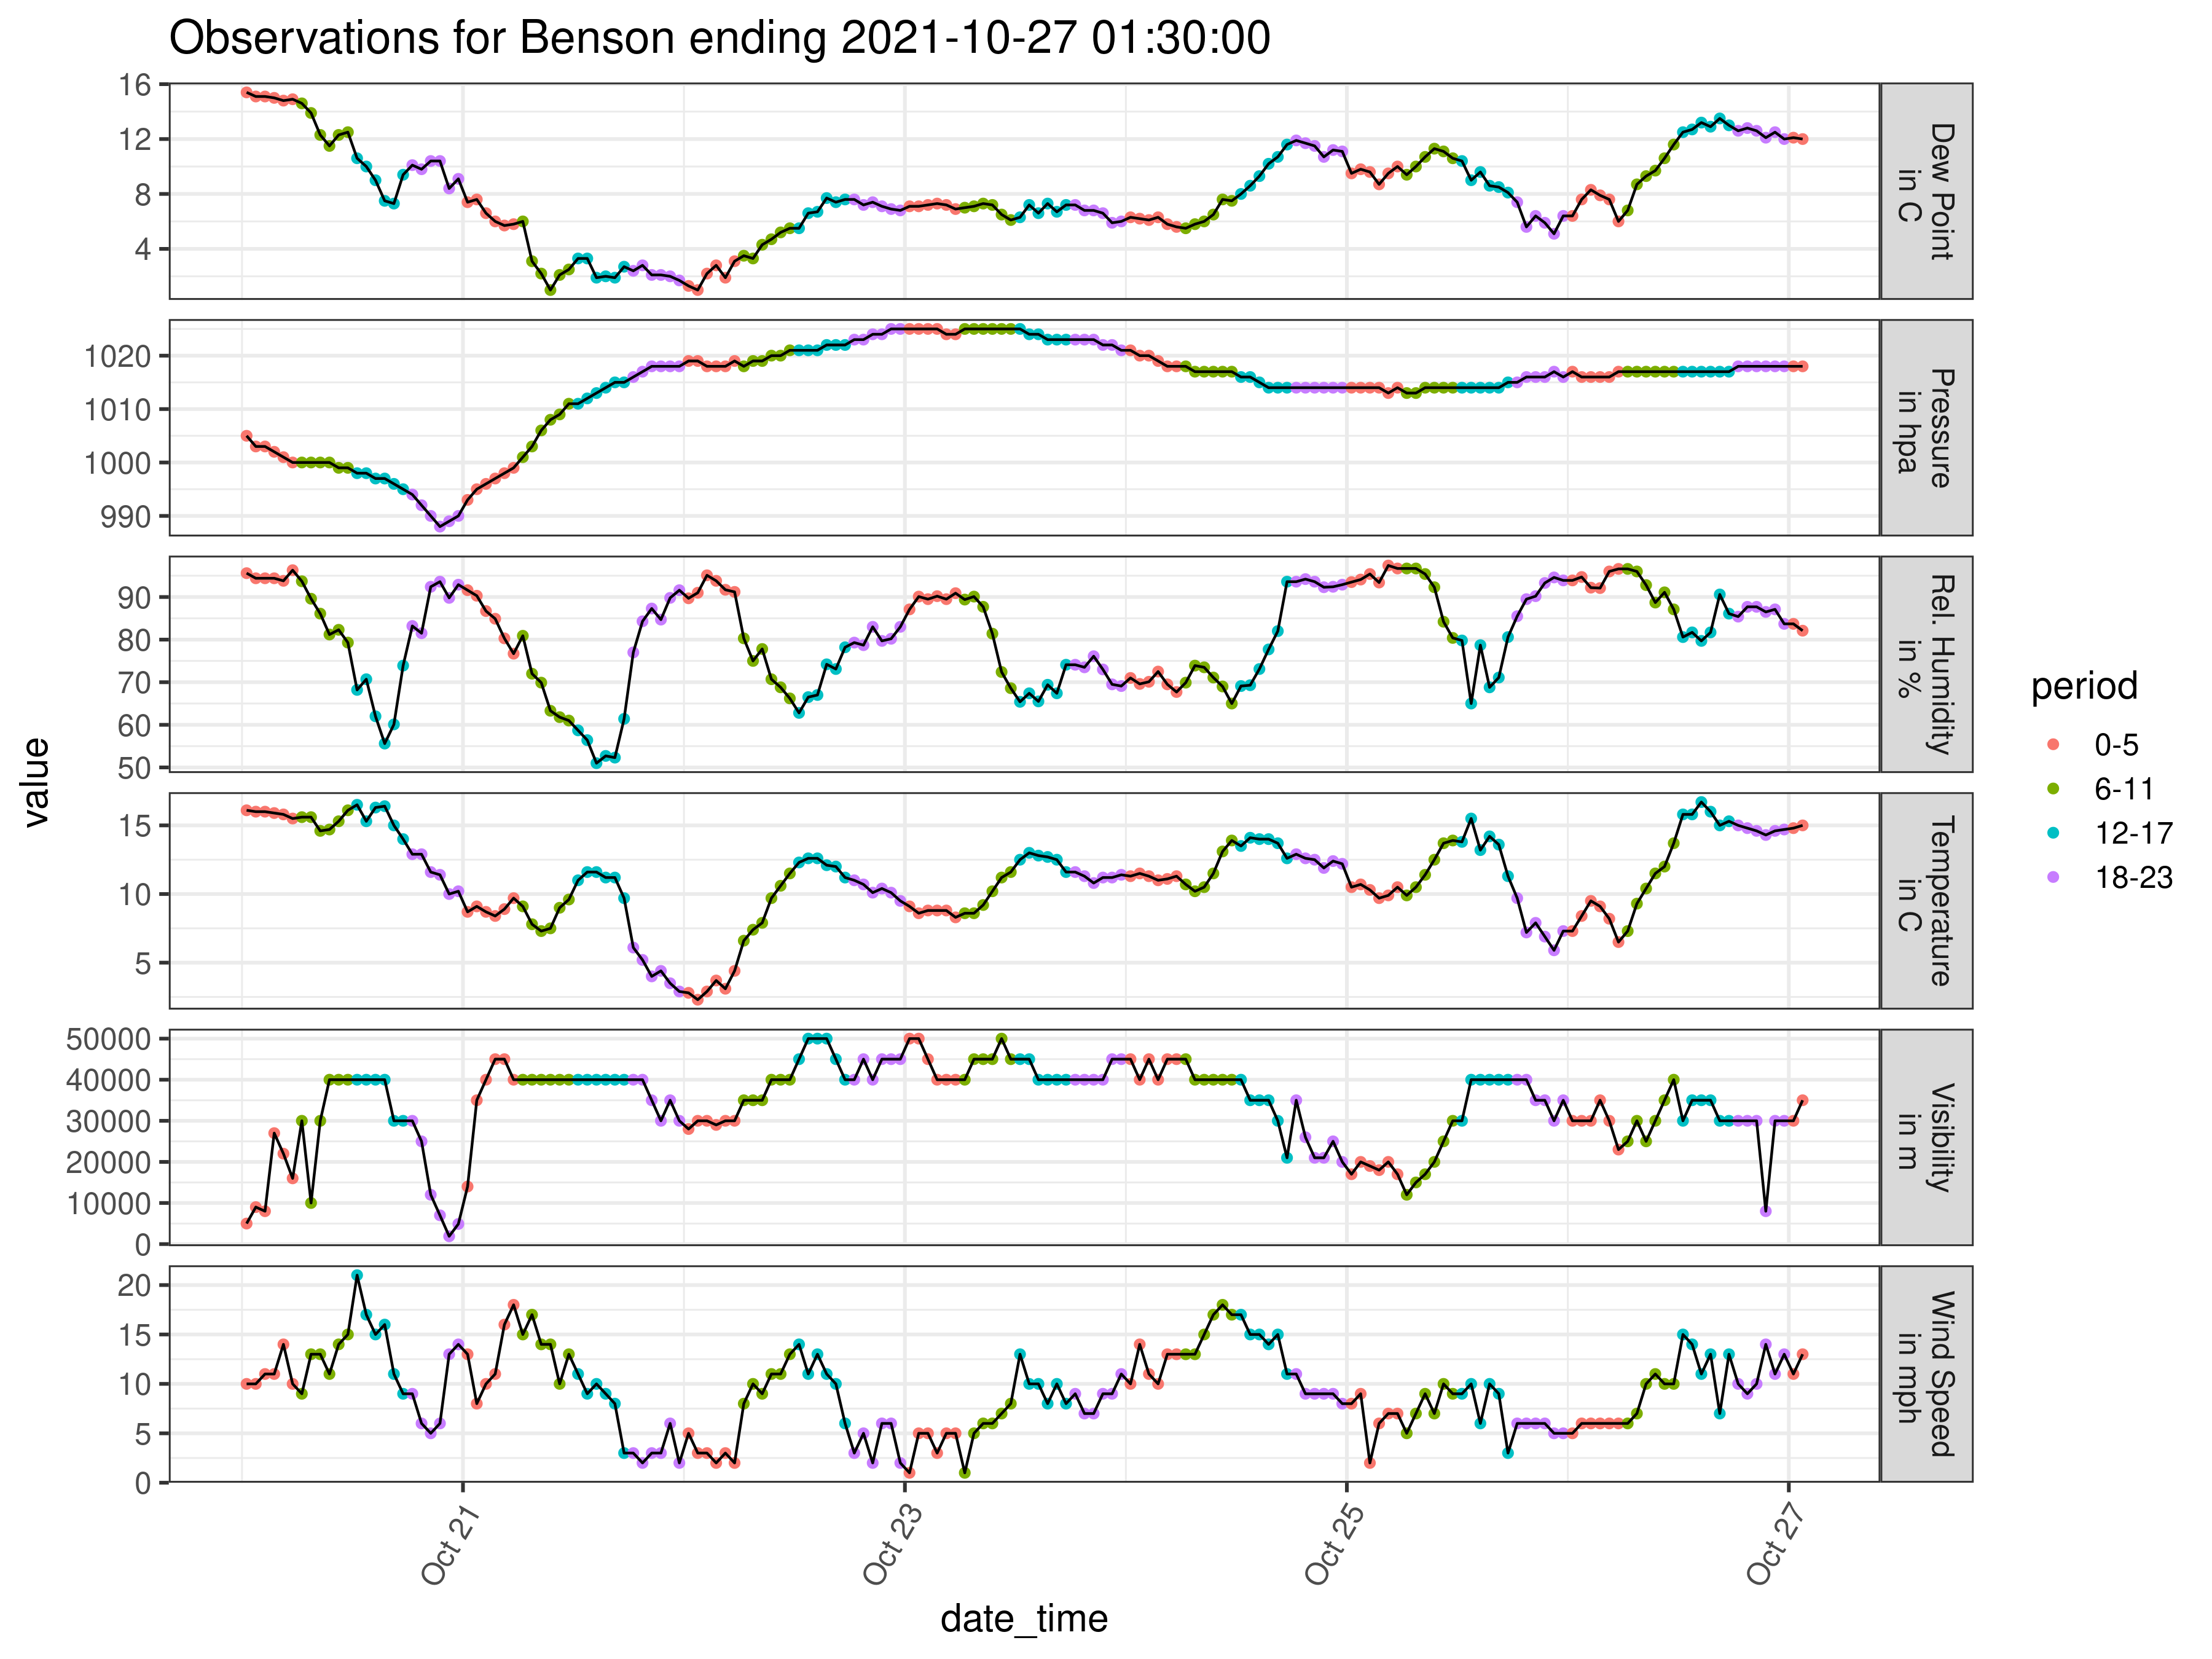 Observations for Benson ending 2021-10-27 01:30:00
16
12
8
4
Dew Point
in C
1020
1010
1000
990
Pressure
in hpa
90
80
70
60
50
Rel. Humidity
in %
15
10
5
Temperature
in C
50000
40000
30000
20000
10000
0
Visibility
in m
20
15
10
5
0
Wind Speed
in mph
value
Oct 21
Oct 23
Oct 25
Oct 27
date_time
period
0-5
6-11
12-17
18-23